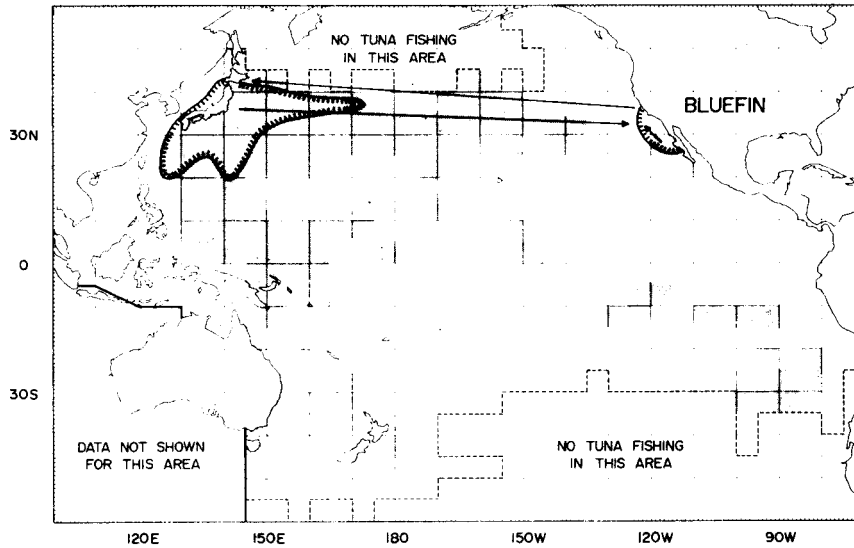 NO TUNA FISHING
IN THIS AREA
BLUEFIN
30N
0
30S
DATA NOT SHOWN
FOR THIS AREA
NO TUNA FISHING
IN THIS AREA
120E 150E 180 150W 120W 90W